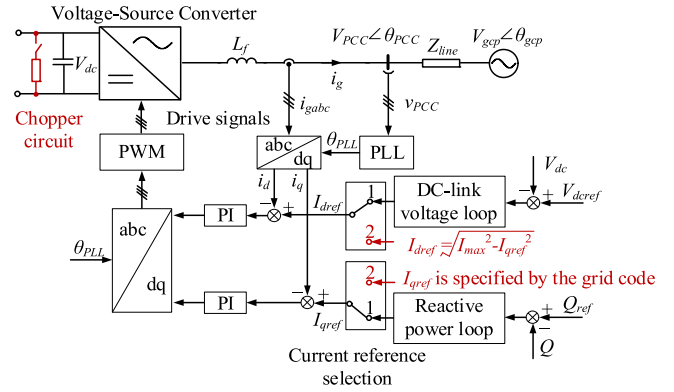 Voltage-Source Converter
V_dc
L_f
V_PCC∠θ_PCC
Z_line
V_gcp∠θ_gcp
i_g
i_gabc
v_PCC
Chopper
circuit
Drive signals
PWM
abc
dq
θ_PLL
PLL
i_d
i_q
V_dc
abc
dq
PI
I_dref
1
2
DC-link
voltage loop
V_dcref
I_dref=√(I_max²-I_qref²)
θ_PLL
2
I_qref is specified by the grid code
PI
I_qref
1
Reactive
power loop
Q_ref
Q
Current reference
selection